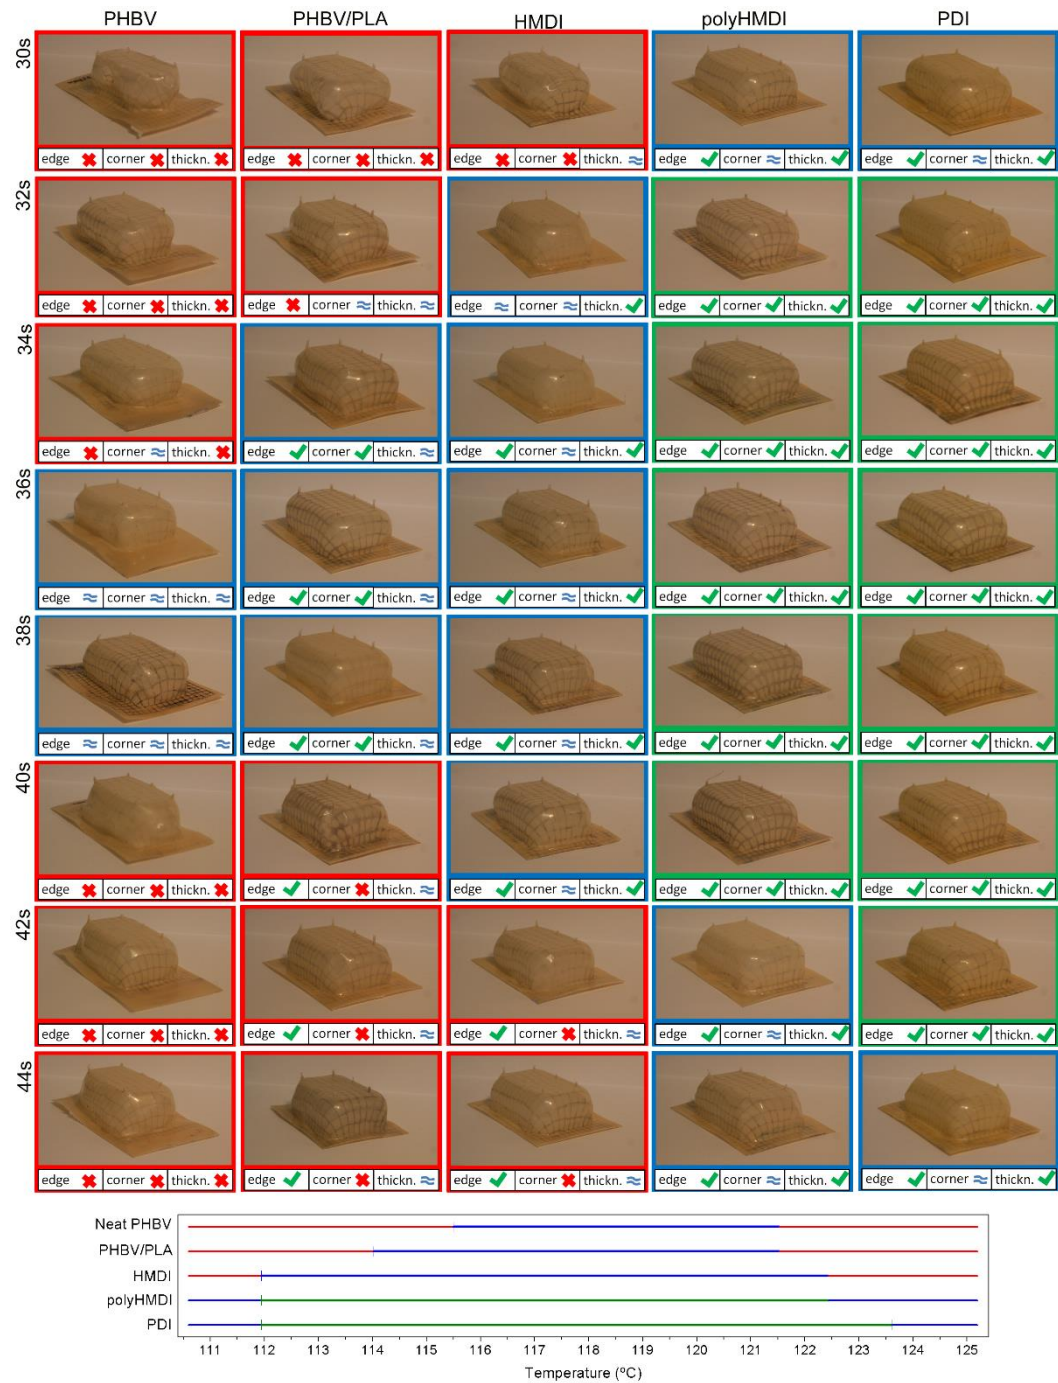 PHBV PHBV/PLA HMDI polyHMDI PDI
30s
edge corner thickn. edge corner thickn. edge corner thickn. edge corner thickn. edge corner thickn.
32s
edge corner thickn. edge corner thickn. edge corner thickn. edge corner thickn. edge corner thickn.
34s
edge corner thickn. edge corner thickn. edge corner thickn. edge corner thickn. edge corner thickn.
36s
edge corner thickn. edge corner thickn. edge corner thickn. edge corner thickn. edge corner thickn.
38s
edge corner thickn. edge corner thickn. edge corner thickn. edge corner thickn. edge corner thickn.
40s
edge corner thickn. edge corner thickn. edge corner thickn. edge corner thickn. edge corner thickn.
42s
edge corner thickn. edge corner thickn. edge corner thickn. edge corner thickn. edge corner thickn.
44s
edge corner thickn. edge corner thickn. edge corner thickn. edge corner thickn. edge corner thickn.
Neat PHBV
PHBV/PLA
HMDI
polyHMDI
PDI
111 112 113 114 115 116 117 118 119 120 121 122 123 124 125
Temperature (ºC)